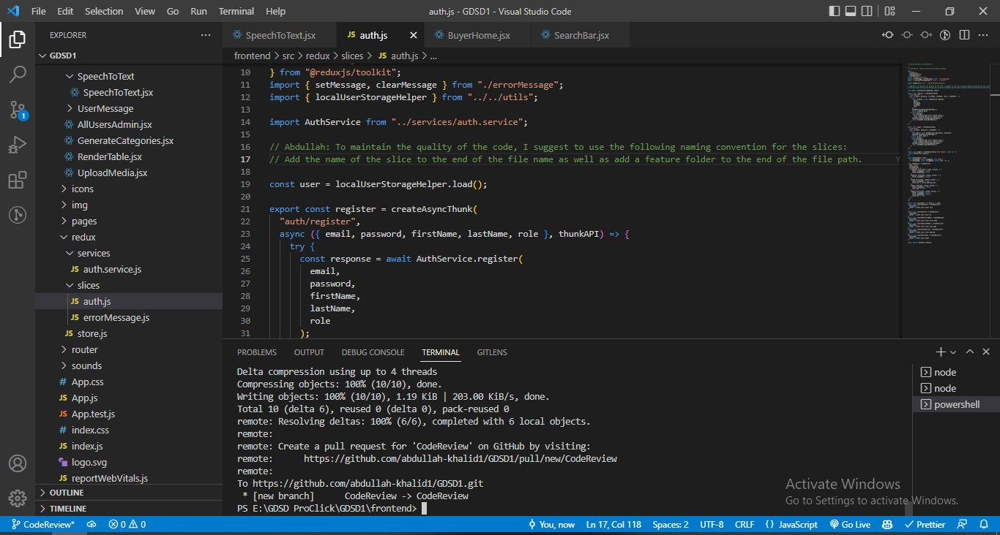 File Edit Selection View Go Run Terminal Help
auth.js - GDSD1 - Visual Studio Code
EXPLORER
GDSD1
SpeechToText
SpeechToText.jsx
UserMessage
AllUsersAdmin.jsx
GenerateCategories.jsx
RenderTable.jsx
UploadMedia.jsx
icons
img
pages
redux
services
JS auth.service.js
slices
JS auth.js
JS errorMessage.js
JS store.js
router
sounds
# App.css
JS App.js
JS App.test.js
# index.css
JS index.js
logo.svg
JS reportWebVitals.js
OUTLINE
TIMELINE
1
SpeechToText.jsx
JS auth.js
BuyerHome.jsx
SearchBar.jsx
frontend > src > redux > slices > JS auth.js > ...
10 } from "@reduxjs/toolkit";
11 import { setMessage, clearMessage } from "./errorMessage";
12 import { localUserStorageHelper } from "../../utils";
13
14 import AuthService from "../services/auth.service";
15
16 // Abdullah: To maintain the quality of the code, I suggest to use the following naming convention for the slices:
17 // Add the name of the slice to the end of the file name as well as add a feature folder to the end of the file path.
18
19 const user = localUserStorageHelper.load();
20
21 export const register = createAsyncThunk(
22 "auth/register",
23 async ({ email, password, firstName, lastName, role }, thunkAPI) => {
24 try {
25 const response = await AuthService.register(
26 email,
27 password,
28 firstName,
29 lastName,
30 role
31 );
PROBLEMS OUTPUT DEBUG CONSOLE TERMINAL GITLENS
Delta compression using up to 4 threads
Compressing objects: 100% (10/10), done.
Writing objects: 100% (10/10), 1.19 KiB | 203.00 KiB/s, done.
Total 10 (delta 6), reused 0 (delta 0), pack-reused 0
remote: Resolving deltas: 100% (6/6), completed with 6 local objects.
remote:
remote: Create a pull request for 'CodeReview' on GitHub by visiting:
remote:      https://github.com/abdullah-khalid1/GDSD1/pull/new/CodeReview
remote:
To https://github.com/abdullah-khalid1/GDSD1.git
* [new branch]      CodeReview -> CodeReview
PS E:\GDSD ProClick\GDSD1\frontend>
node
node
powershell
Activate Windows
Go to Settings to activate Windows.
CodeReview* 0 0 You, now Ln 17, Col 118 Spaces: 2 UTF-8 CRLF {} JavaScript Go Live Prettier